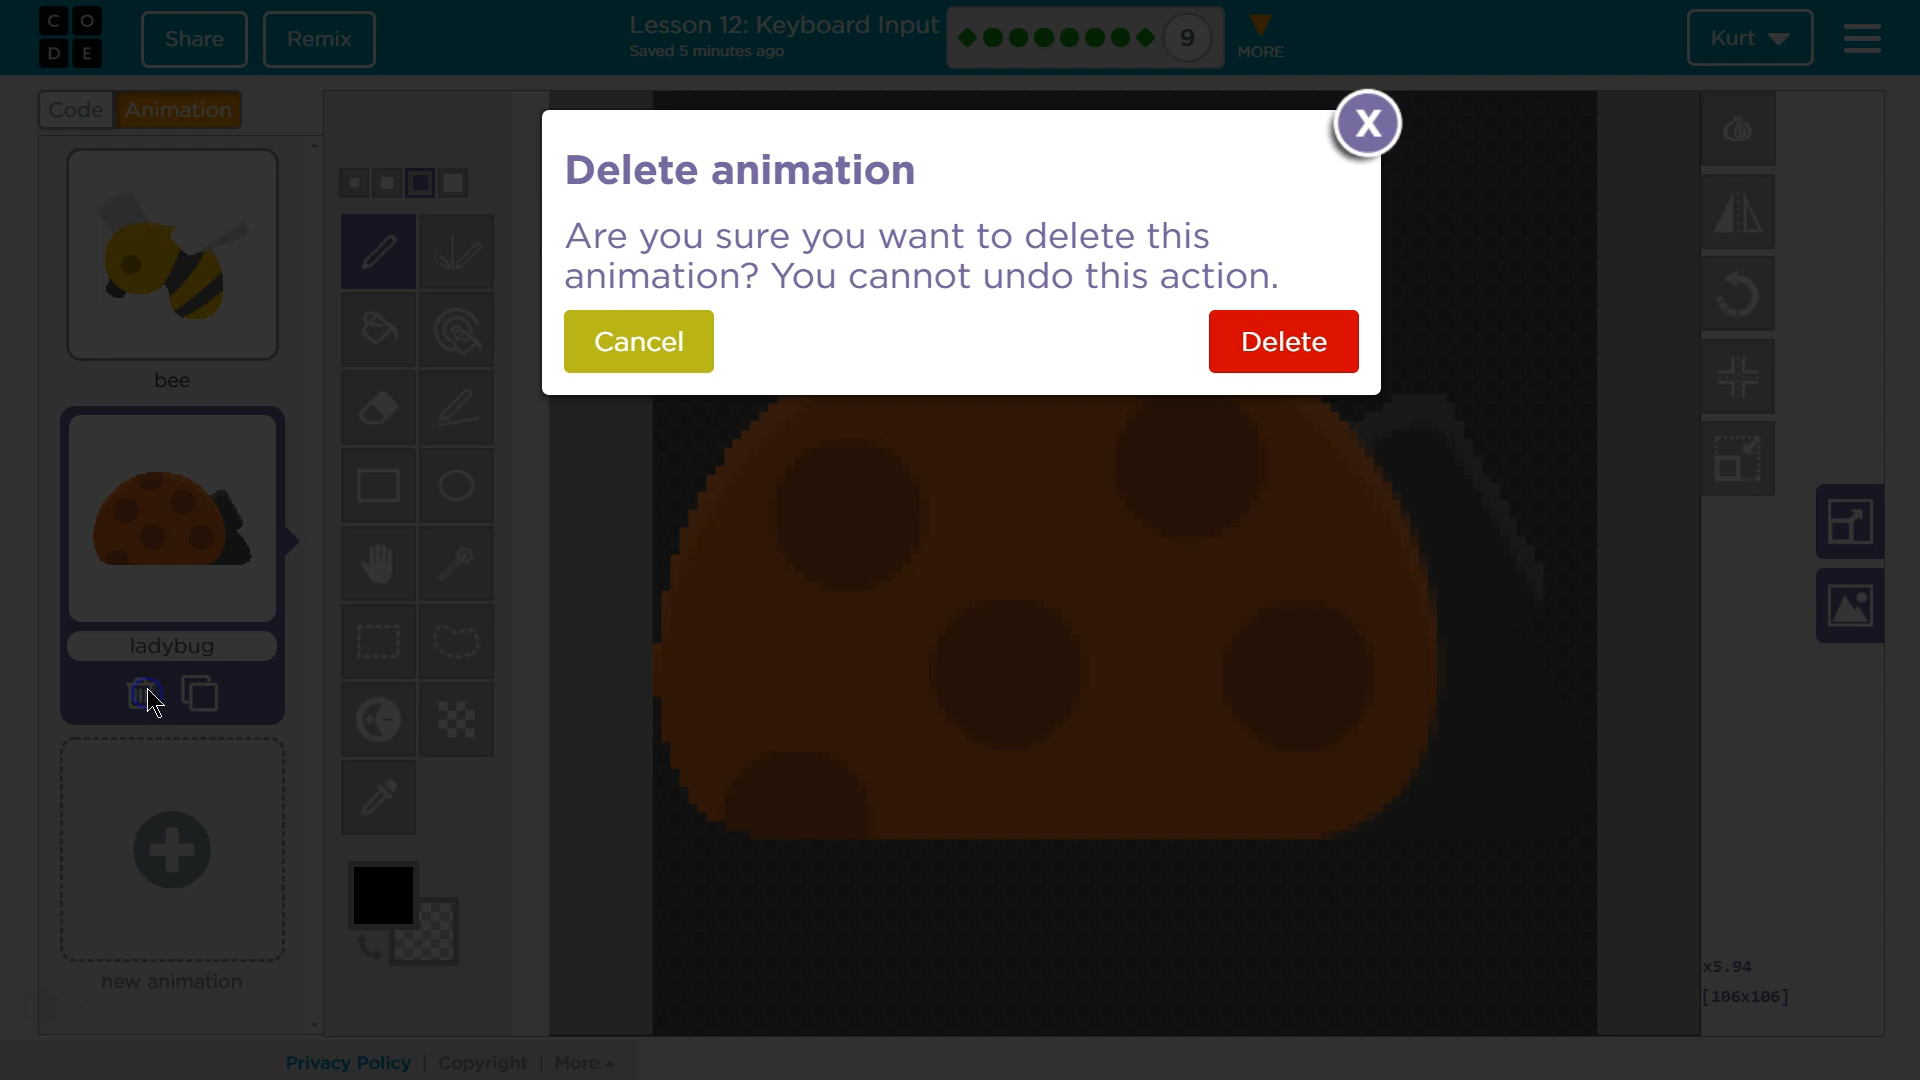 C O
D E
Share
Remix
Lesson 12: Keyboard Input
Saved 5 minutes ago
9
MORE
Kurt
Code
Animation
X
Delete animation
Are you sure you want to delete this
animation? You cannot undo this action.
Cancel
Delete
bee
ladybug
new animation
x5.94
[106x106]
Privacy Policy | Copyright | More